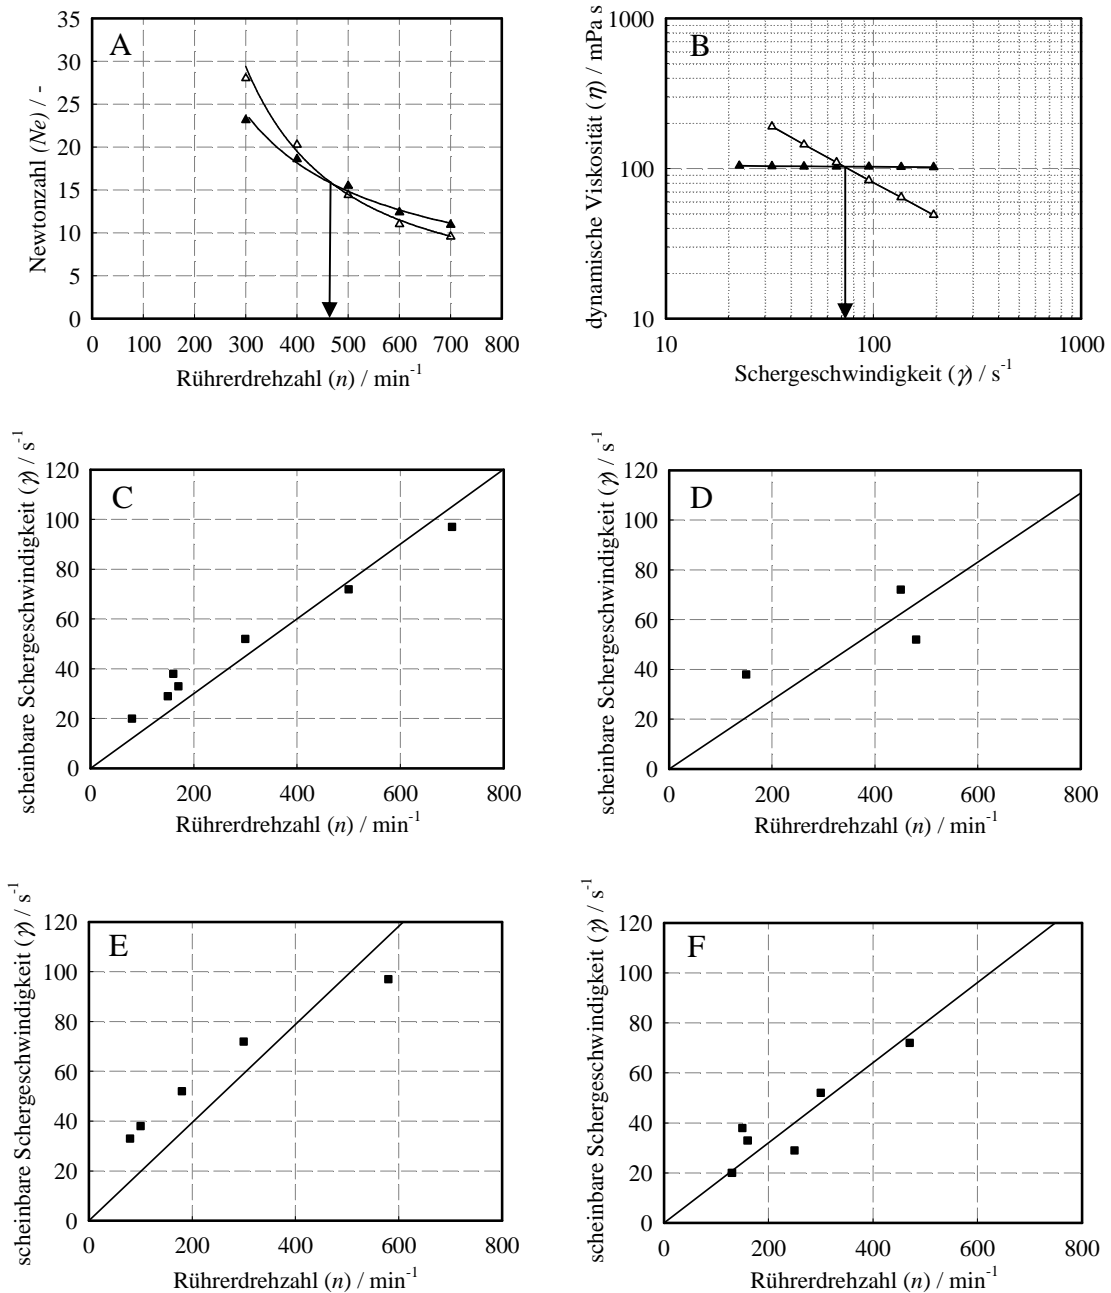 A
Newtonzahl (Ne) / -
35
30
25
20
15
10
5
0
0 100 200 300 400 500 600 700 800
Rührerdrehzahl (n) / min⁻¹
B
dynamische Viskosität (η) / mPa s
1000
100
10
10 100 1000
Schergeschwindigkeit (γ̇) / s⁻¹
C
scheinbare Schergeschwindigkeit (γ̇) / s⁻¹
120
100
80
60
40
20
0
0 200 400 600 800
Rührerdrehzahl (n) / min⁻¹
D
scheinbare Schergeschwindigkeit (γ̇) / s⁻¹
120
100
80
60
40
20
0
0 200 400 600 800
Rührerdrehzahl (n) / min⁻¹
E
scheinbare Schergeschwindigkeit (γ̇) / s⁻¹
120
100
80
60
40
20
0
0 200 400 600 800
Rührerdrehzahl (n) / min⁻¹
F
scheinbare Schergeschwindigkeit (γ̇) / s⁻¹
120
100
80
60
40
20
0
0 200 400 600 800
Rührerdrehzahl (n) / min⁻¹